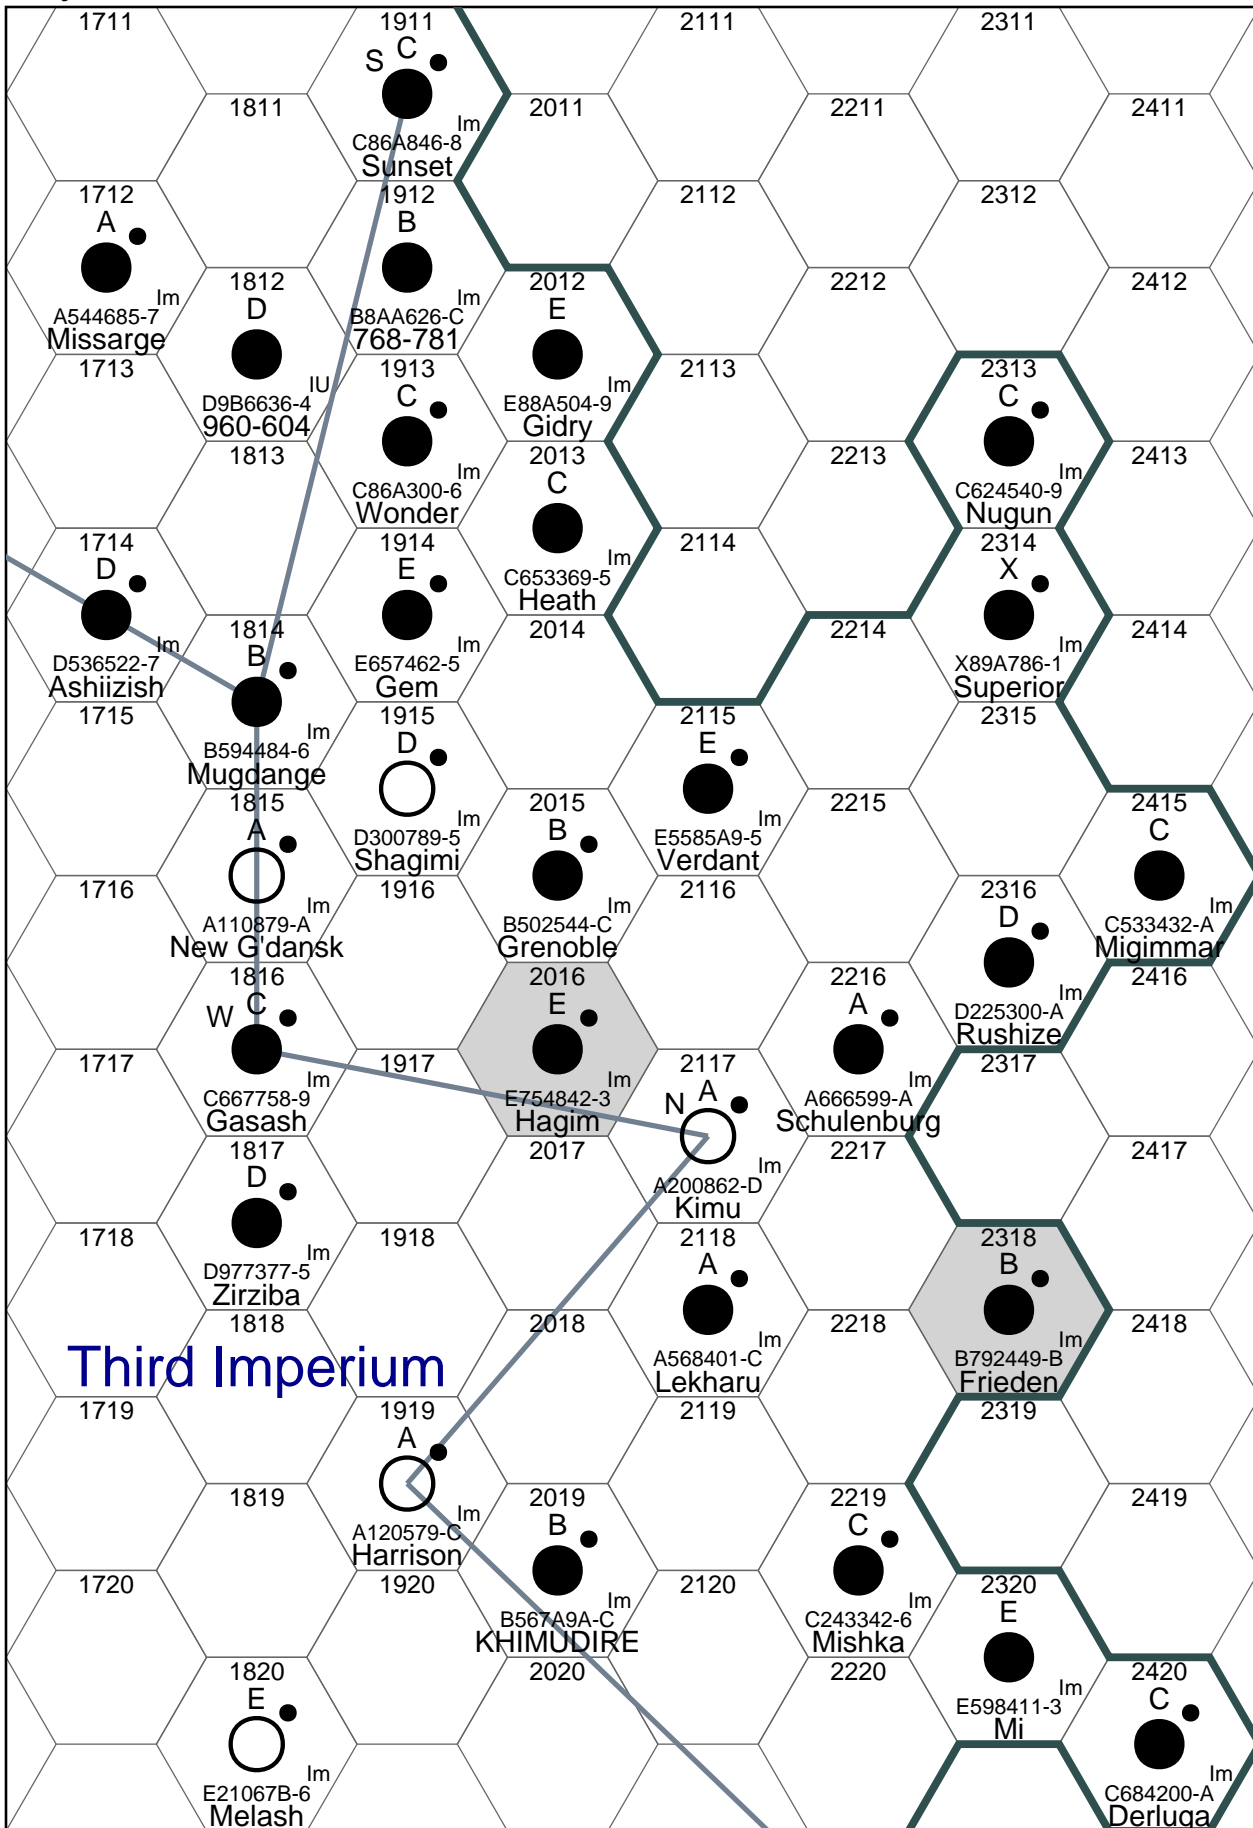 1711
1911
2111
2311
C
S
1811
2011
2211
2411
Im
C86A846-8
Sunset
1712
1912
2112
2312
A
B
1812
2012
2212
2412
Im
Im
D
E
A544685-7
B8AA626-C
Missarge
768-781
1713
1913
2113
2313
IU
Im
C
C
D9B6636-4
E88A504-9
960-604
Gidry
1813
2013
2213
2413
Im
Im
C
C86A300-6
C624540-9
Wonder
Nugun
1714
1914
2114
2314
D
E
Im
X
C653369-5
Heath
1814
2014
2214
2414
Im
Im
Im
B
D536522-7
E657462-5
X89A786-1
Ashiizish
Gem
Superior
1715
1915
2115
2315
Im
D
E
B594484-6
Mugdange
1815
2015
2215
2415
Im
Im
A
B
C
D300789-5
E5585A9-5
Shagimi
Verdant
1716
1916
2116
2316
Im
Im
Im
D
A110879-A
B502544-C
C533432-A
New G'dansk
Grenoble
Migimmar
1816
2016
2216
2416
Im
C
E
A
W
D225300-A
Rushize
1717
1917
2117
2317
Im
Im
A
Im
N
C667758-9
E754842-3
A666599-A
Gasash
Hagim
Schulenburg
1817
2017
2217
2417
D
Im
A200862-D
Kimu
1718
1918
2118
2318
Im
A
B
D977377-5
Zirziba
1818
2018
2218
2418
Im
Im
A568401-C
B792449-B
Third Imperium
Lekharu
Frieden
1719
1919
2119
2319
A
1819
2019
2219
2419
Im
B
C
A120579-C
Harrison
1720
1920
2120
2320
Im
Im
E
B567A9A-C
C243342-6
KHIMUDIRE
Mishka
1820
2020
2220
2420
Im
E
C
E598411-3
Mi
Im
Im
E21067B-6
C684200-A
Melash
Derluga